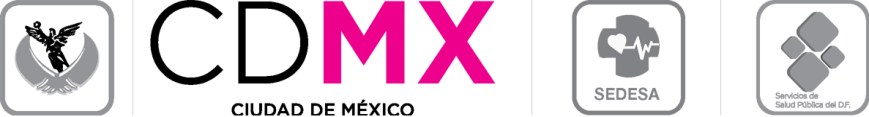 CDMX
CIUDAD DE MÉXICO
SEDESA
Servicios de
Salud Pública del D.F.